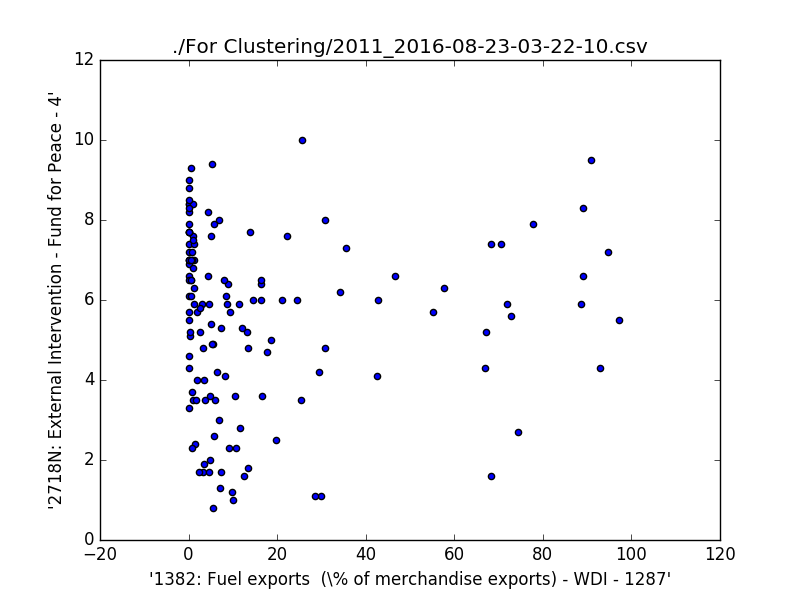 ./For Clustering/2011_2016-08-23-03-22-10.csv
12
10
8
6
4
2
0
'2718N: External Intervention - Fund for Peace - 4'
−20 0 20 40 60 80 100 120
'1382: Fuel exports  (\% of merchandise exports) - WDI - 1287'